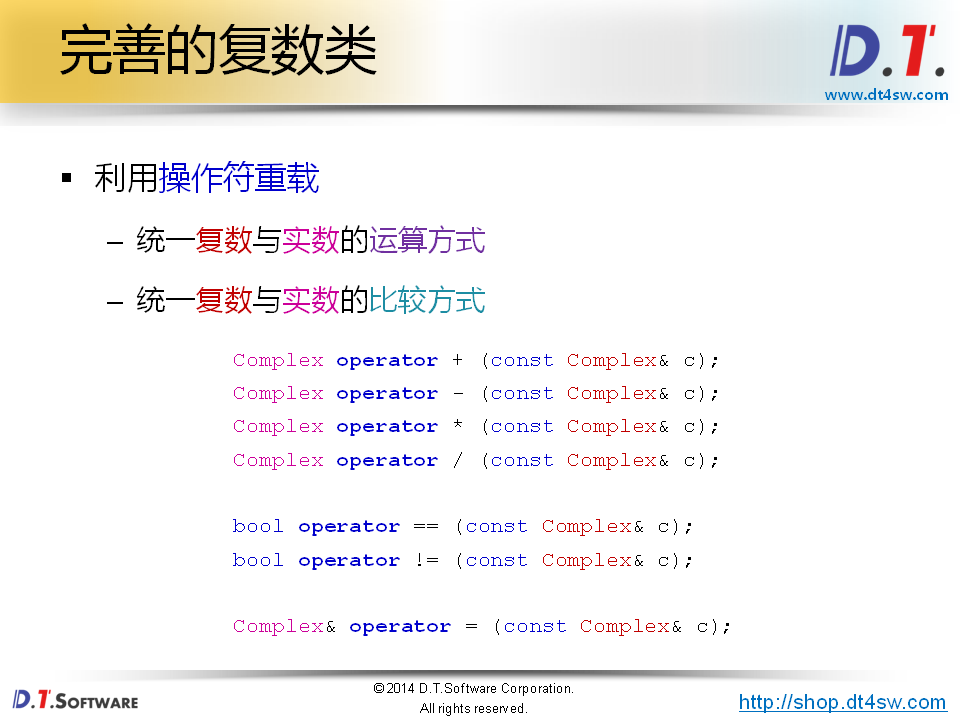 完善的复数类
D.T.
www.dt4sw.com
▪ 利用操作符重载
– 统一复数与实数的运算方式
– 统一复数与实数的比较方式
Complex operator + (const Complex& c);
Complex operator - (const Complex& c);
Complex operator * (const Complex& c);
Complex operator / (const Complex& c);
bool operator == (const Complex& c);
bool operator != (const Complex& c);
Complex& operator = (const Complex& c);
D.T.SOFTWARE
©2014 D.T.Software Corporation.
All rights reserved.
http://shop.dt4sw.com